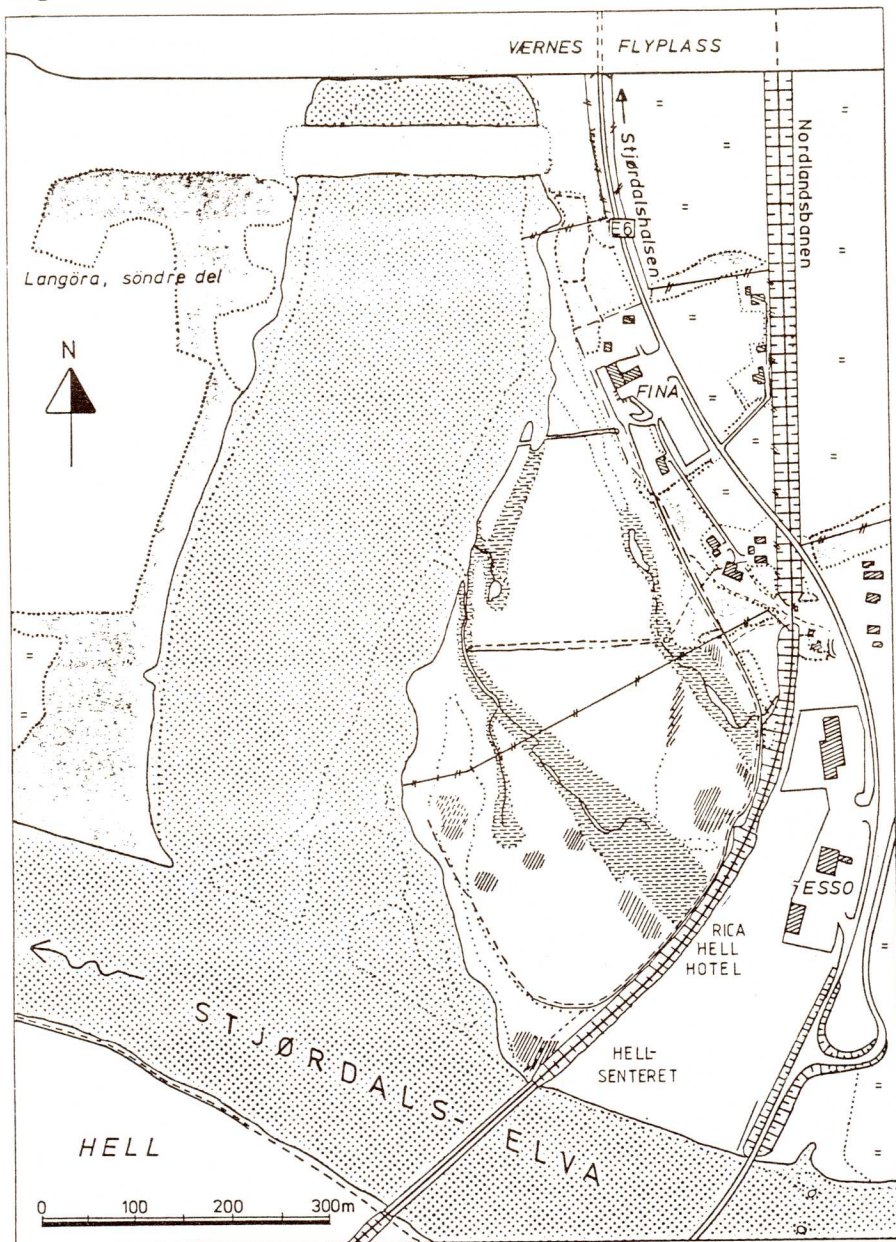 VÆRNES FLYPLASS
Stjørdalshalsen
Nordlandsbanen
E6
Langöra, söndre del
N
FINA
ESSO
RICA
HELL
HOTEL
HELL-
SENTERET
STJØRDALS-ELVA
HELL
0 100 200 300m